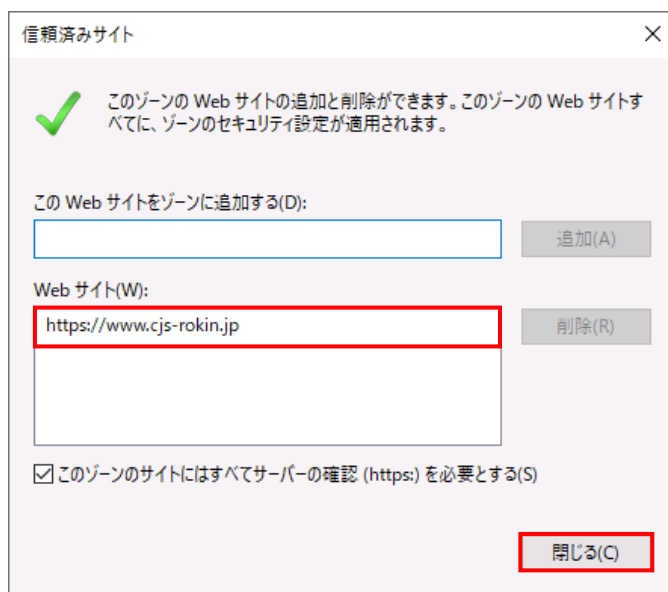 信頼済みサイト
このゾーンの Web サイトの追加と削除ができます。このゾーンの Web サイトす
べてに、ゾーンのセキュリティ設定が適用されます。
この Web サイトをゾーンに追加する(D):
追加(A)
Web サイト(W):
https://www.cjs-rokin.jp
削除(R)
このゾーンのサイトにはすべてサーバーの確認 (https:) を必要とする(S)
閉じる(C)